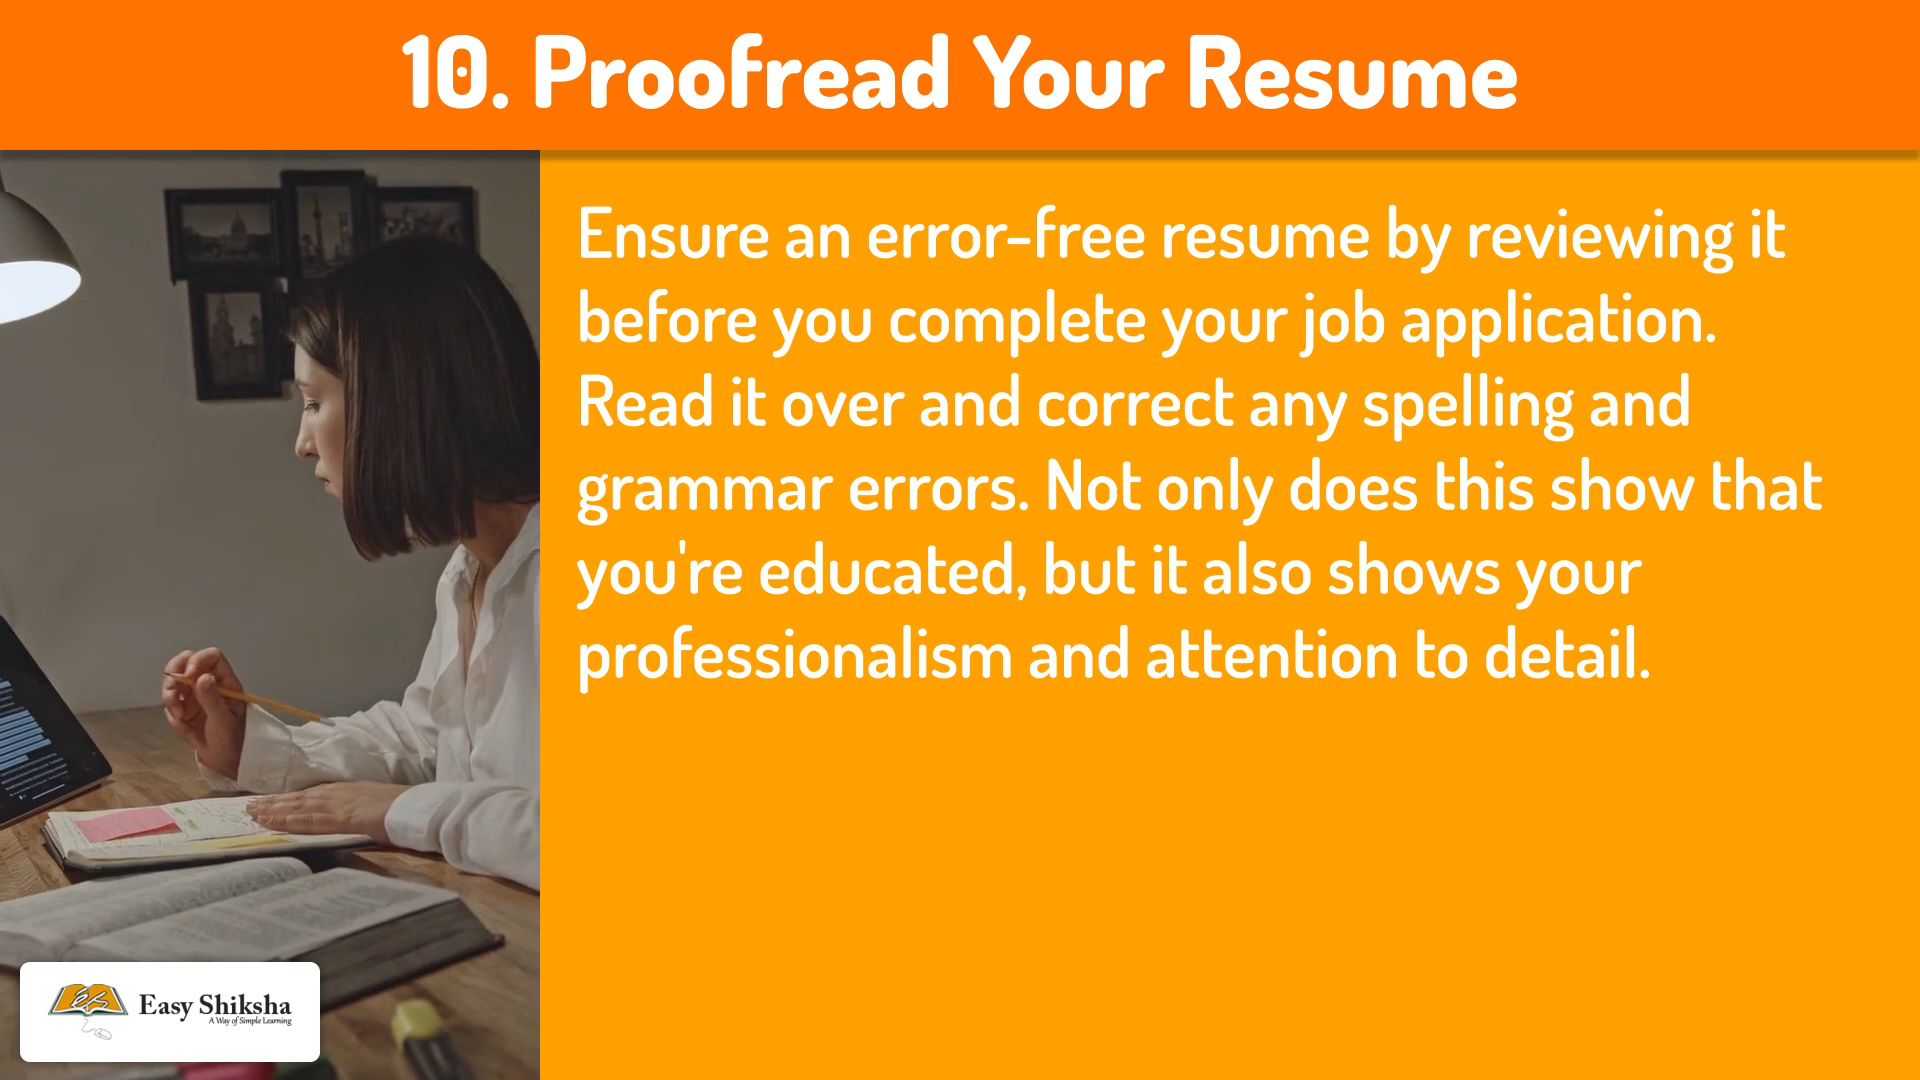 10. Proofread Your Resume
Ensure an error-free resume by reviewing it
before you complete your job application.
Read it over and correct any spelling and
grammar errors. Not only does this show that
you're educated, but it also shows your
professionalism and attention to detail.
Easy Shiksha
A Way of Simple Learning